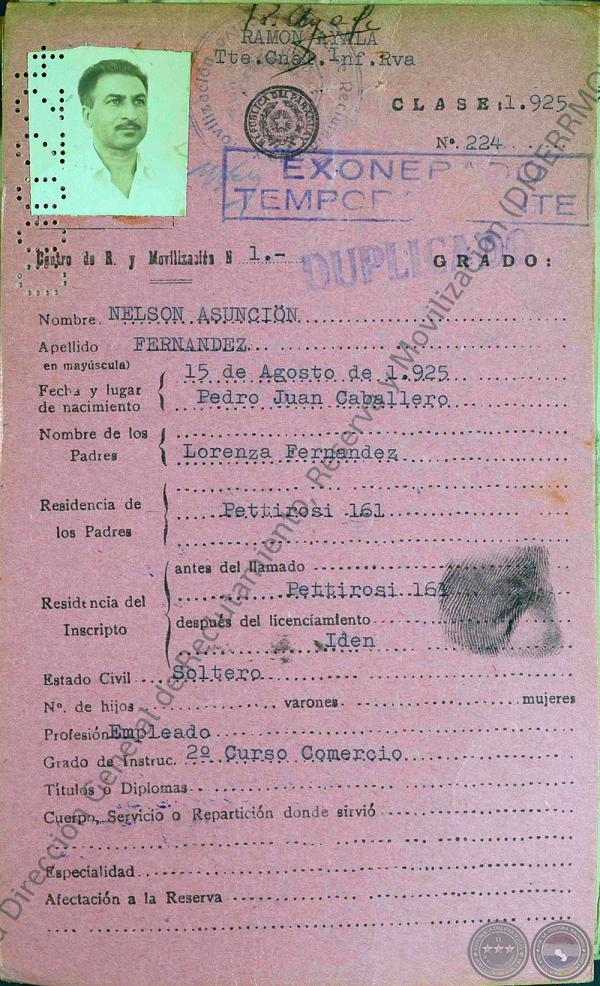 RAMON AYALA
Tte.Cnel.Inf.Rva
REPUBLICA DEL PARAGUAY
CLASE: 1.925
Nº. 224
EXONERADO
DUPLICADO
Centro de R. y Movilización N 1.-
GRADO:
Nombre. NELSON ASUNCIÓN
Apellido FERNANDEZ
en mayúscula)
Fecha y lugar de nacimiento
15 de Agosto de 1.925
Pedro Juan Caballero
Nombre de los Padres
Lorenza Fernandez
Residencia de los Padres
Pettirosi 161
Residencia del Inscripto
antes del llamado
Pettirosi 161
después del licenciamiento
Iden
Estado Civil Soltero
Nº. de hijos varones mujeres
Profesión Empleado
Grado de Instruc. 2º Curso Comercio
Títulos o Diplomas
Cuerpo, Servicio o Repartición donde sirvió
Especialidad
Afectación a la Reserva
Dirección General de Reclutamiento, Reserva y Movilización (DIGERRMO